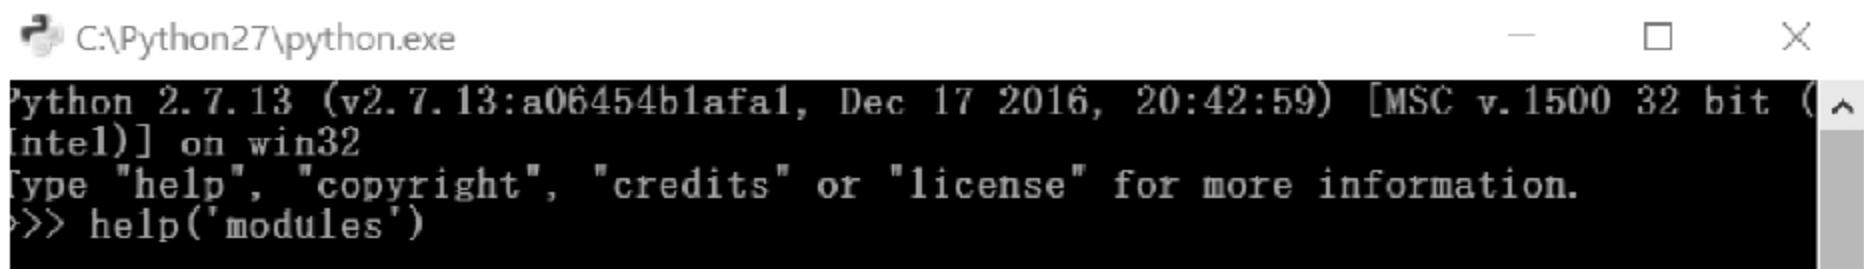 C:\Python27\python.exe
Python 2.7.13 (v2.7.13:a06454b1afa1, Dec 17 2016, 20:42:59) [MSC v.1500 32 bit (
Intel)] on win32
Type "help", "copyright", "credits" or "license" for more information.
>>> help('modules')